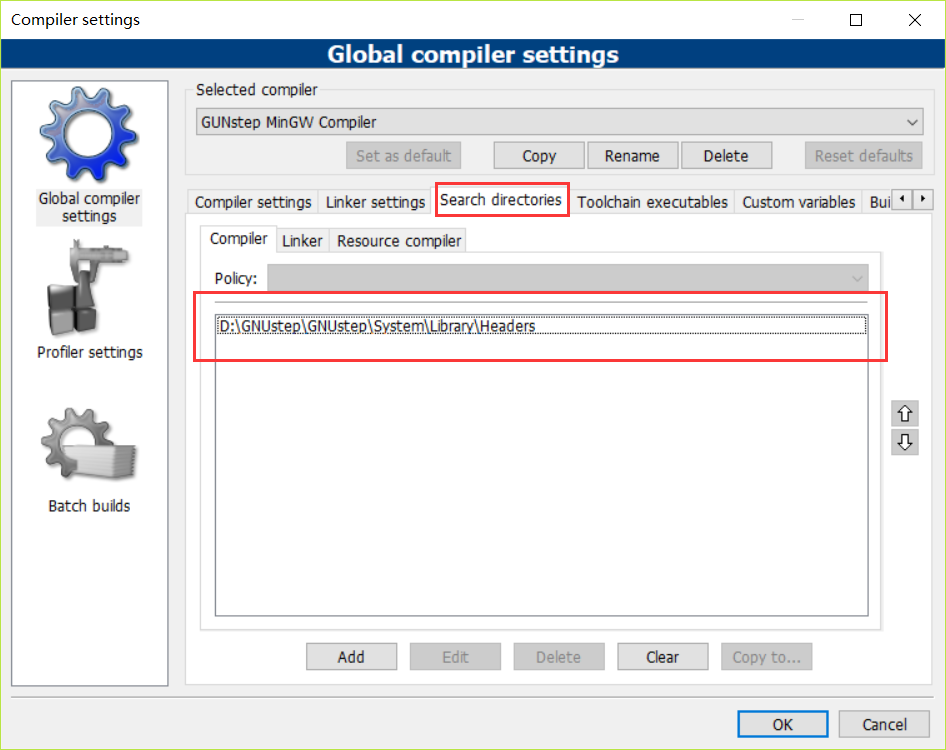 Compiler settings
Global compiler settings
Global compiler
settings
Profiler settings
Batch builds
Selected compiler
GUNstep MinGW Compiler
Set as default
Copy
Rename
Delete
Reset defaults
Compiler settings
Linker settings
Search directories
Toolchain executables
Custom variables
Bui
Compiler
Linker
Resource compiler
Policy:
D:\GNUstep\GNUstep\System\Library\Headers
Add
Edit
Delete
Clear
Copy to...
OK
Cancel